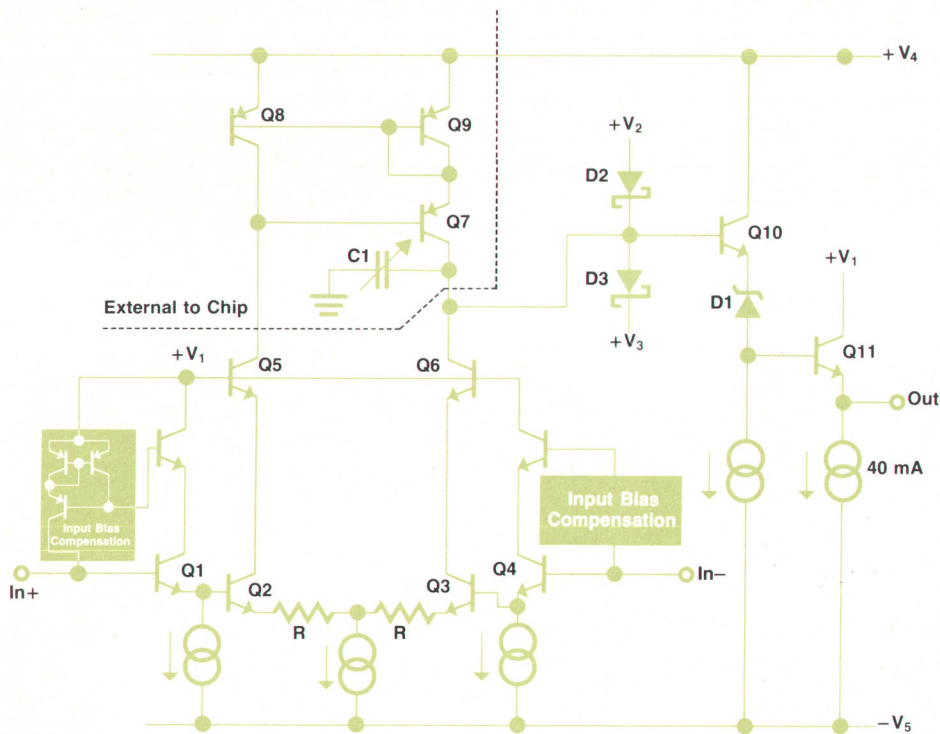 +V4
Q8
Q9
+V2
D2
Q7
Q10
C1
+V1
D3
D1
External to Chip
+V3
+V1
Q5
Q6
Q11
Out
40 mA
Input Bias
Compensation
Input Bias
Compensation
Q1
Q4
In+
Q2
Q3
In–
R
R
–V5